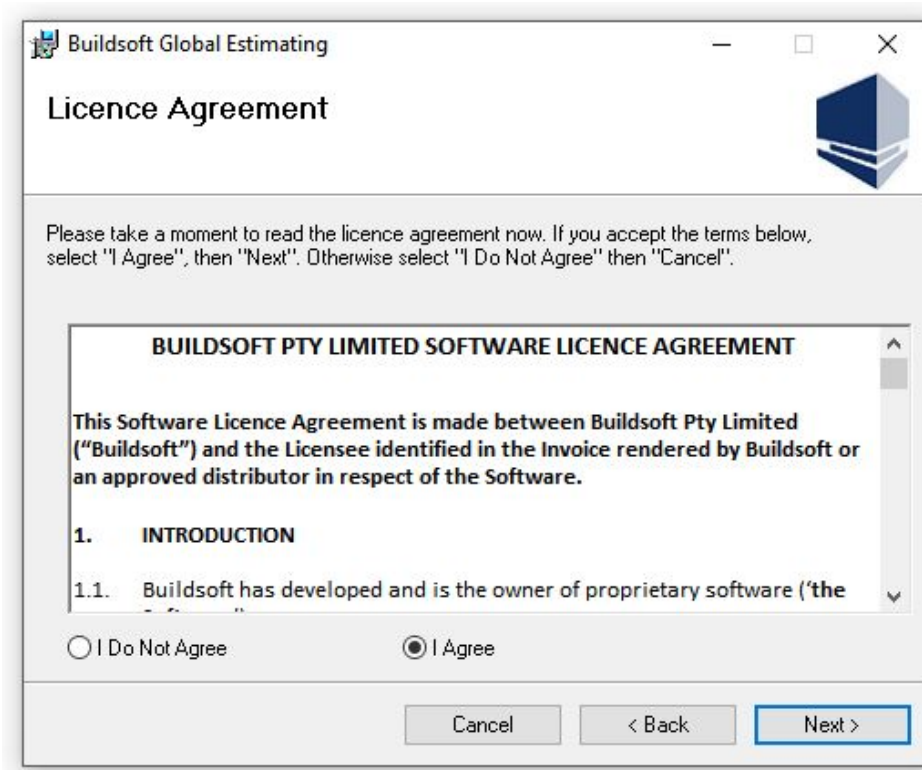 Buildsoft Global Estimating
Licence Agreement
Please take a moment to read the licence agreement now. If you accept the terms below,
select "I Agree", then "Next". Otherwise select "I Do Not Agree" then "Cancel".
BUILDSOFT PTY LIMITED SOFTWARE LICENCE AGREEMENT
This Software Licence Agreement is made between Buildsoft Pty Limited
(“Buildsoft”) and the Licensee identified in the Invoice rendered by Buildsoft or
an approved distributor in respect of the Software.
1. INTRODUCTION
1.1. Buildsoft has developed and is the owner of proprietary software (‘the
I Do Not Agree
I Agree
Cancel
< Back
Next >